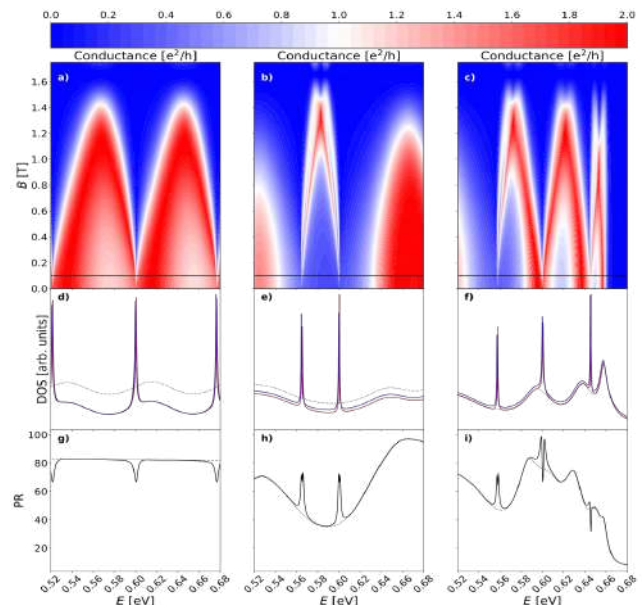 0.0 0.2 0.4 0.6 0.8 1.0 1.2 1.4 1.6 1.8 2.0
Conductance [e²/h] Conductance [e²/h] Conductance [e²/h]
a) b) c)
1.6
1.4
1.2
1.0
0.8
0.6
0.4
0.2
0.0
B [T]
d) e) f)
DOS [arb. units]
g) h) i)
100
80
60
40
20
PR
0.52 0.54 0.56 0.58 0.60 0.62 0.64 0.66 0.68 0.52 0.54 0.56 0.58 0.60 0.62 0.64 0.66 0.68 0.52 0.54 0.56 0.58 0.60 0.62 0.64 0.66 0.68
E [eV] E [eV] E [eV]